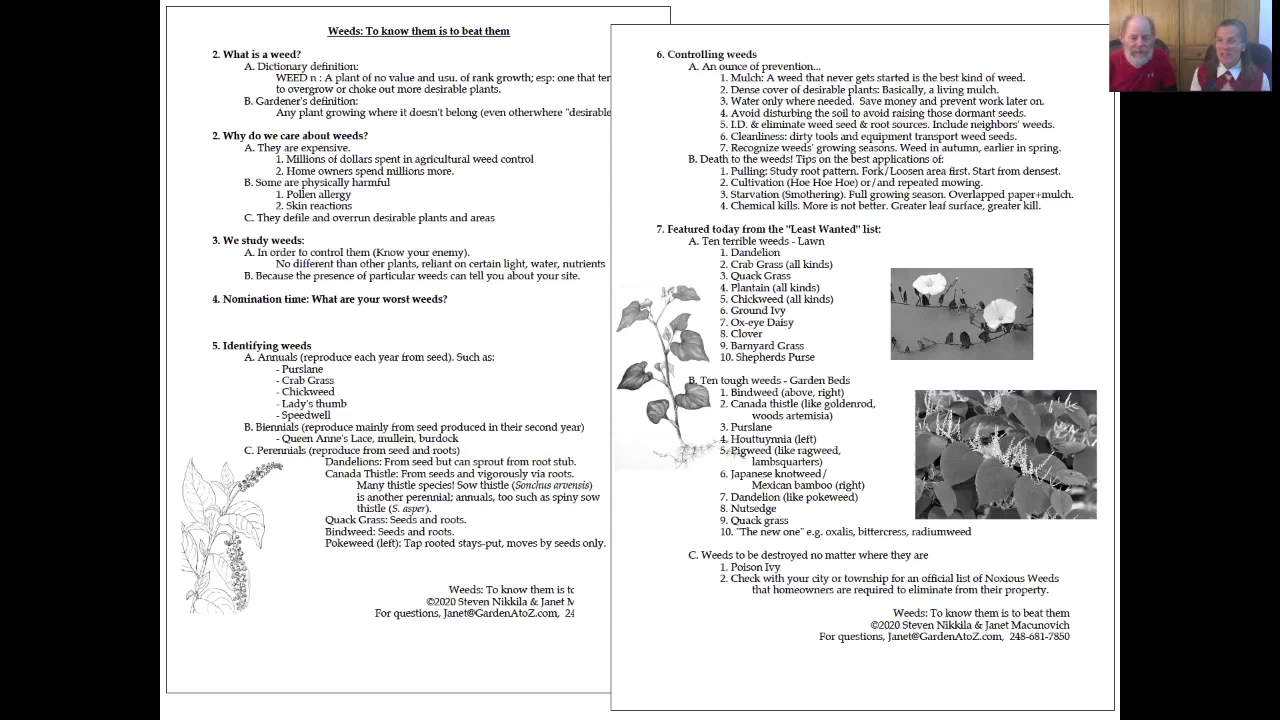 Weeds: To know them is to beat them
2. What is a weed?
A. Dictionary definition:
WEED n : A plant of no value and usu. of rank growth; esp: one that ter
to overgrow or choke out more desirable plants.
B. Gardener's definition:
Any plant growing where it doesn't belong (even otherwhere "desirable
2. Why do we care about weeds?
A. They are expensive.
1. Millions of dollars spent in agricultural weed control
2. Home owners spend millions more.
B. Some are physically harmful
1. Pollen allergy
2. Skin reactions
C. They defile and overrun desirable plants and areas
3. We study weeds:
A. In order to control them (Know your enemy).
No different than other plants, reliant on certain light, water, nutrients
B. Because the presence of particular weeds can tell you about your site.
4. Nomination time: What are your worst weeds?
5. Identifying weeds
A. Annuals (reproduce each year from seed). Such as:
- Purslane
- Crab Grass
- Chickweed
- Lady's thumb
- Speedwell
B. Biennials (reproduce mainly from seed produced in their second year)
- Queen Anne's Lace, mullein, burdock
C. Perennials (reproduce from seed and roots)
Dandelions: From seed but can sprout from root stub.
Canada Thistle: From seeds and vigorously via roots.
Many thistle species! Sow thistle (Sonchus arvensis)
is another perennial; annuals, too such as spiny sow
thistle (S. asper).
Quack Grass: Seeds and roots.
Bindweed: Seeds and roots.
Pokeweed (left): Tap rooted stays-put, moves by seeds only.
Weeds: To know them is tc
©2020 Steven Nikkila & Janet M
For questions, Janet@GardenAtoZ.com, 24
6. Controlling weeds
A. An ounce of prevention...
1. Mulch: A weed that never gets started is the best kind of weed.
2. Dense cover of desirable plants: Basically, a living mulch.
3. Water only where needed. Save money and prevent work later on.
4. Avoid disturbing the soil to avoid raising those dormant seeds.
5. I.D. & eliminate weed seed & root sources. Include neighbors' weeds.
6. Cleanliness: dirty tools and equipment transport weed seeds.
7. Recognize weeds' growing seasons. Weed in autumn, earlier in spring.
B. Death to the weeds! Tips on the best applications of:
1. Pulling: Study root pattern. Fork/Loosen area first. Start from densest.
2. Cultivation (Hoe Hoe Hoe) or/and repeated mowing.
3. Starvation (Smothering). Full growing season. Overlapped paper+mulch.
4. Chemical kills. More is not better. Greater leaf surface, greater kill.
7. Featured today from the "Least Wanted" list:
A. Ten terrible weeds - Lawn
1. Dandelion
2. Crab Grass (all kinds)
3. Quack Grass
4. Plantain (all kinds)
5. Chickweed (all kinds)
6. Ground Ivy
7. Ox-eye Daisy
8. Clover
9. Barnyard Grass
10. Shepherds Purse
B. Ten tough weeds - Garden Beds
1. Bindweed (above, right)
2. Canada thistle (like goldenrod,
woods artemisia)
3. Purslane
4. Houttuynnia (left)
5. Pigweed (like ragweed,
lambsquarters)
6. Japanese knotweed/
Mexican bamboo (right)
7. Dandelion (like pokeweed)
8. Nutsedge
9. Quack grass
10. "The new one" e.g. oxalis, bittercress, radiumweed
C. Weeds to be destroyed no matter where they are
1. Poison Ivy
2. Check with your city or township for an official list of Noxious Weeds
that homeowners are required to eliminate from their property.
Weeds: To know them is to beat them
©2020 Steven Nikkila & Janet Macunovich
For questions, Janet@GardenAtoZ.com, 248-681-7850